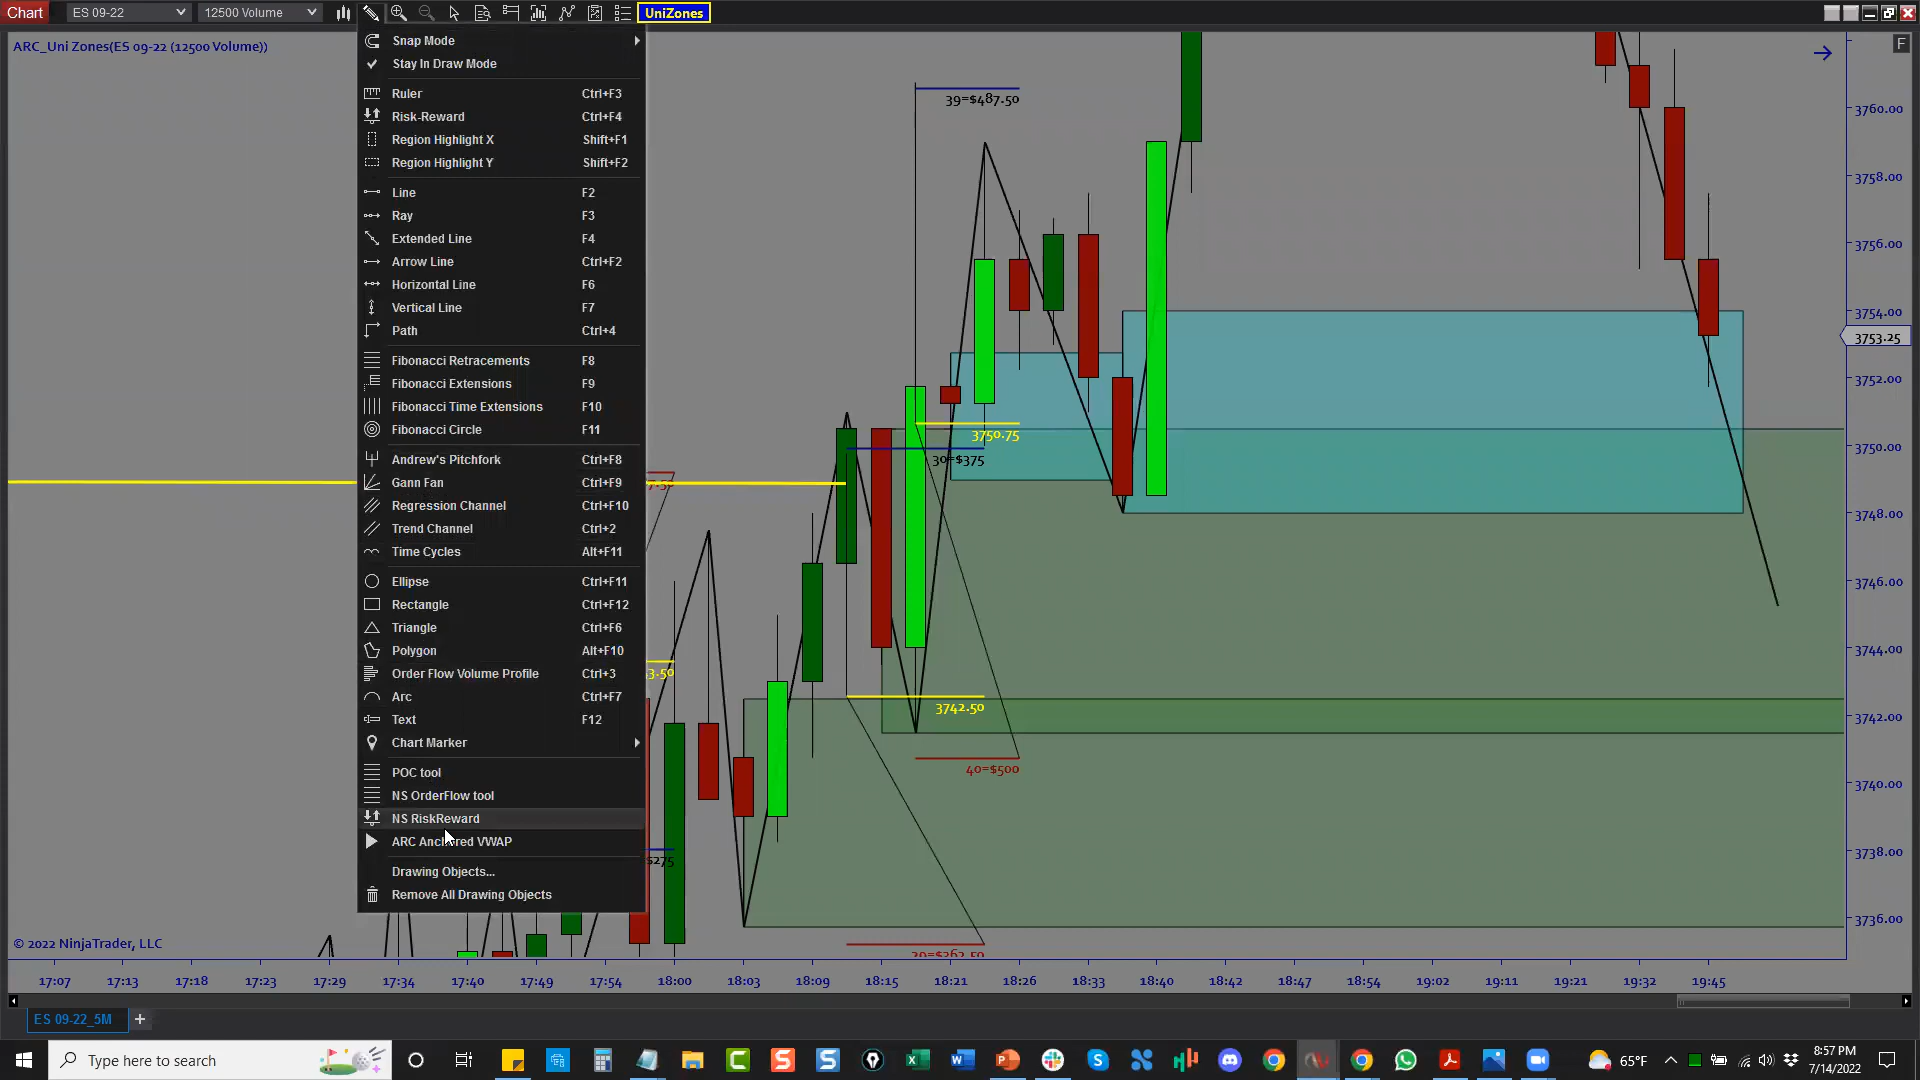 Chart ES 09-22 12500 Volume UniZones
ARC_Uni Zones(ES 09-22 (12500 Volume))
F
Snap Mode
Stay In Draw Mode
Ruler Ctrl+F3
Risk-Reward Ctrl+F4
Region Highlight X Shift+F1
Region Highlight Y Shift+F2
Line F2
Ray F3
Extended Line F4
Arrow Line Ctrl+F2
Horizontal Line F6
Vertical Line F7
Path Ctrl+4
Fibonacci Retracements F8
Fibonacci Extensions F9
Fibonacci Time Extensions F10
Fibonacci Circle F11
Andrew's Pitchfork Ctrl+F8
Gann Fan Ctrl+F9
Regression Channel Ctrl+F10
Trend Channel Ctrl+2
Time Cycles Alt+F11
Ellipse Ctrl+F11
Rectangle Ctrl+F12
Triangle Ctrl+F6
Polygon Alt+F10
Order Flow Volume Profile Ctrl+3
Arc Ctrl+F7
Text F12
Chart Marker
POC tool
NS OrderFlow tool
NS RiskReward
ARC Anchored VWAP
Drawing Objects...
Remove All Drawing Objects
39=$487.50
3750.75
30=$375
3742.50
40=$500
29=$362.50
7.50
3.50
$275
3760.00
3758.00
3756.00
3754.00
3753.25
3752.00
3750.00
3748.00
3746.00
3744.00
3742.00
3740.00
3738.00
3736.00
© 2022 NinjaTrader, LLC
17:07 17:13 17:18 17:23 17:29 17:34 17:40 17:49 17:54 18:00 18:03 18:09 18:15 18:21 18:26 18:33 18:40 18:42 18:47 18:54 19:02 19:11 19:21 19:32 19:45
ES 09-22_5M +
Type here to search
65°F
8:57 PM
7/14/2022